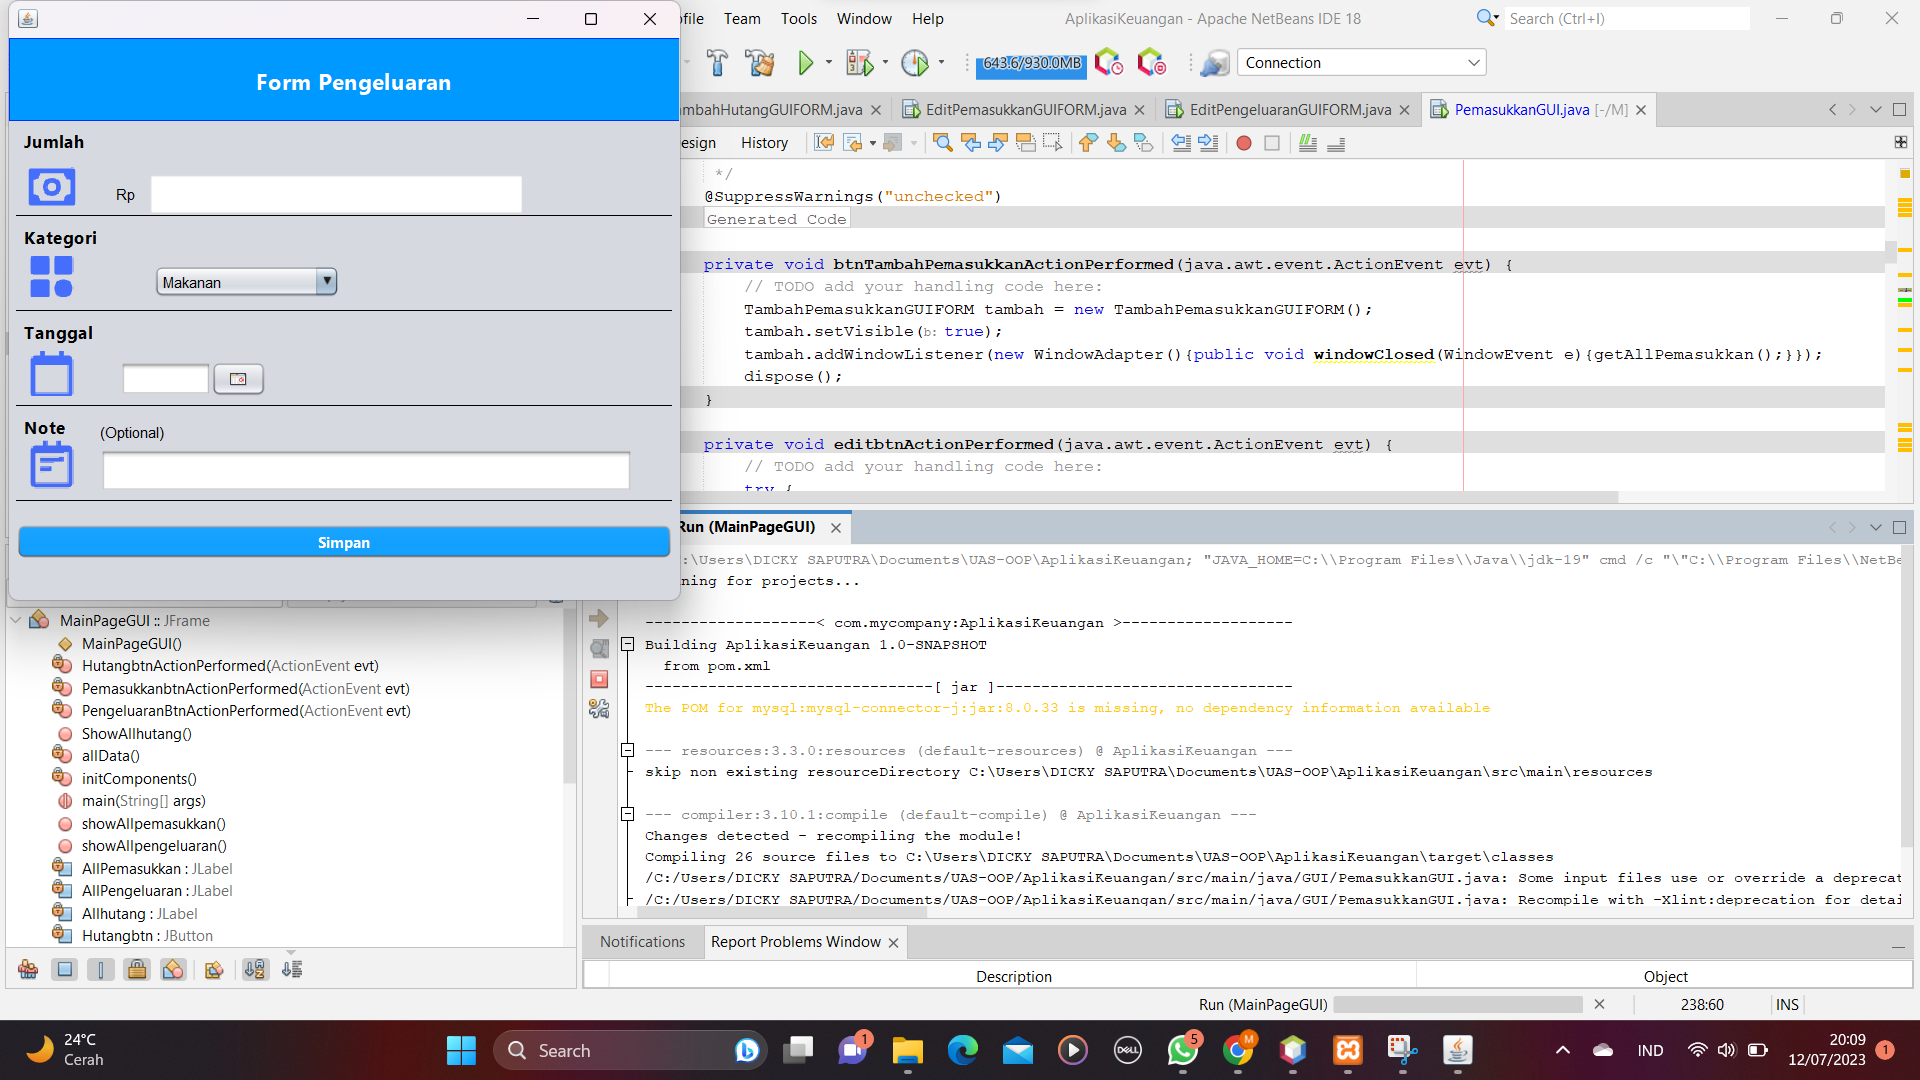 Form Pengeluaran
Jumlah
Rp
Kategori
Makanan
Tanggal
Note
(Optional)
Simpan
Team Tools Window Help
AplikasiKeuangan - Apache NetBeans IDE 18
Search (Ctrl+I)
643.6/930.0MB
Connection
EditPemasukkanGUIFORM.java
EditPengeluaranGUIFORM.java
PemasukkanGUI.java [-/M]
History
*/
@SuppressWarnings("unchecked")
Generated Code
private void btnTambahPemasukkanActionPerformed(java.awt.event.ActionEvent evt) {
// TODO add your handling code here:
TambahPemasukkanGUIFORM tambah = new TambahPemasukkanGUIFORM();
tambah.setVisible(b: true);
tambah.addWindowListener(new WindowAdapter(){public void windowClosed(WindowEvent e){getAllPemasukkan();}});
dispose();
}
private void editbtnActionPerformed(java.awt.event.ActionEvent evt) {
// TODO add your handling code here:
try {
Run (MainPageGUI)
:\Users\DICKY SAPUTRA\Documents\UAS-OOP\AplikasiKeuangan; "JAVA_HOME=C:\\Program Files\\Java\\jdk-19" cmd /c "\"C:\\Program Files\\NetBe
ning for projects...
-------------------< com.mycompany:AplikasiKeuangan >-------------------
Building AplikasiKeuangan 1.0-SNAPSHOT
from pom.xml
--------------------------------[ jar ]---------------------------------
The POM for mysql:mysql-connector-j:jar:8.0.33 is missing, no dependency information available
--- resources:3.3.0:resources (default-resources) @ AplikasiKeuangan ---
skip non existing resourceDirectory C:\Users\DICKY SAPUTRA\Documents\UAS-OOP\AplikasiKeuangan\src\main\resources
--- compiler:3.10.1:compile (default-compile) @ AplikasiKeuangan ---
Changes detected - recompiling the module!
Compiling 26 source files to C:\Users\DICKY SAPUTRA\Documents\UAS-OOP\AplikasiKeuangan\target\classes
/C:/Users/DICKY SAPUTRA/Documents/UAS-OOP/AplikasiKeuangan/src/main/java/GUI/PemasukkanGUI.java: Some input files use or override a deprecat
/C:/Users/DICKY SAPUTRA/Documents/UAS-OOP/AplikasiKeuangan/src/main/java/GUI/PemasukkanGUI.java: Recompile with -Xlint:deprecation for detai
MainPageGUI :: JFrame
MainPageGUI()
HutangbtnActionPerformed(ActionEvent evt)
PemasukkanbtnActionPerformed(ActionEvent evt)
PengeluaranBtnActionPerformed(ActionEvent evt)
ShowAllhutang()
allData()
initComponents()
main(String[] args)
showAllpemasukkan()
showAllpengeluaran()
AllPemasukkan : JLabel
AllPengeluaran : JLabel
Allhutang : JLabel
Hutangbtn : JButton
Notifications
Report Problems Window
Description
Object
Run (MainPageGUI)
238:60
INS
24°C
Cerah
Search
1
DELL
5
M
IND
20:09
12/07/2023
1